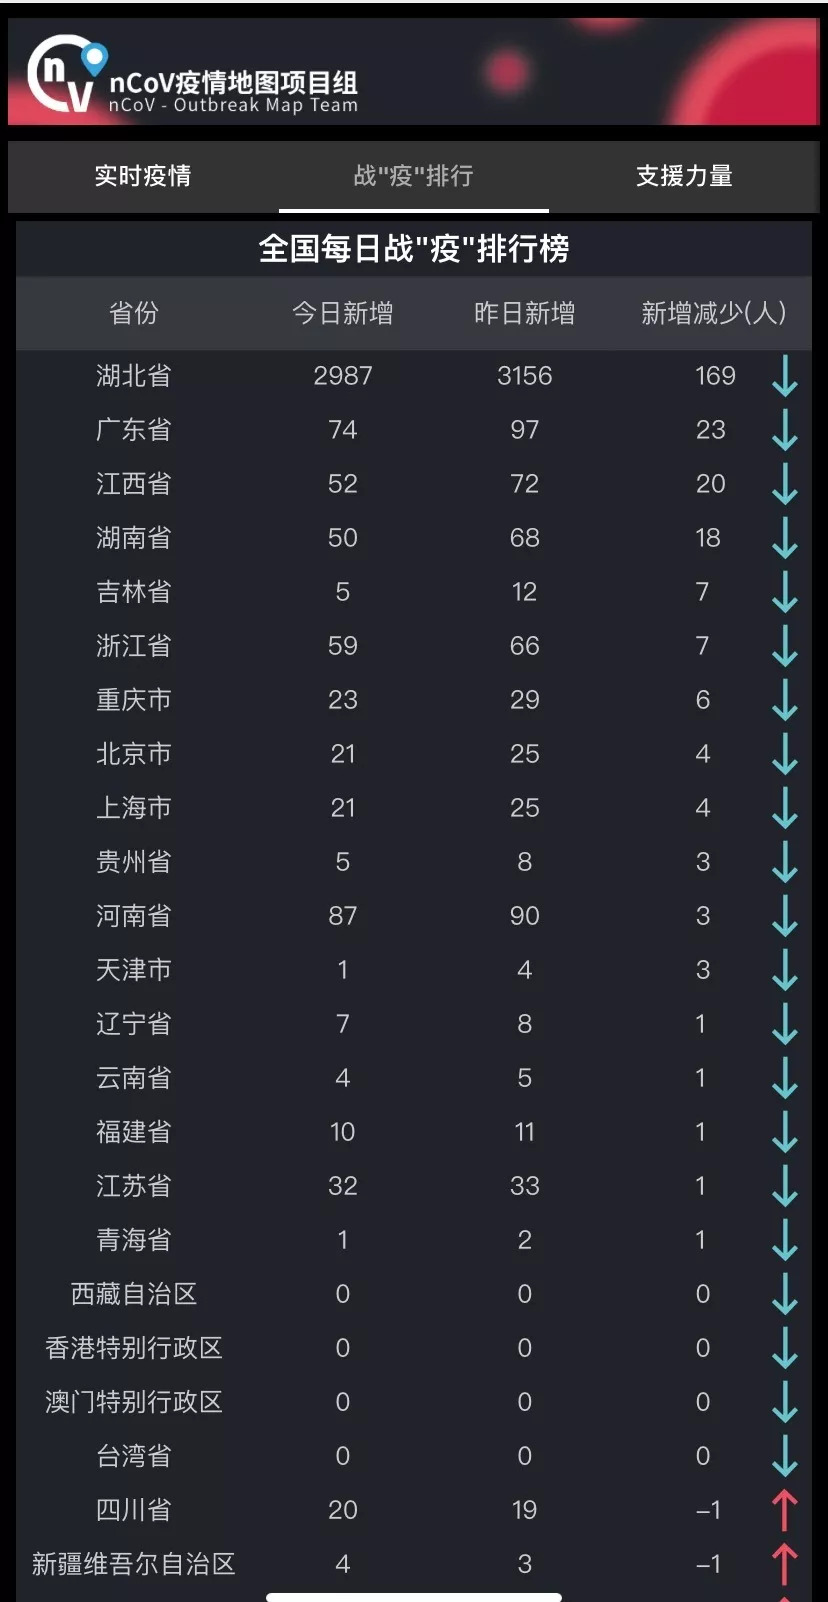 nCoV疫情地图项目组
nCoV - Outbreak Map Team
实时疫情 战"疫"排行 支援力量
全国每日战"疫"排行榜
省份 今日新增 昨日新增 新增减少(人)
湖北省 2987 3156 169
广东省 74 97 23
江西省 52 72 20
湖南省 50 68 18
吉林省 5 12 7
浙江省 59 66 7
重庆市 23 29 6
北京市 21 25 4
上海市 21 25 4
贵州省 5 8 3
河南省 87 90 3
天津市 1 4 3
辽宁省 7 8 1
云南省 4 5 1
福建省 10 11 1
江苏省 32 33 1
青海省 1 2 1
西藏自治区 0 0 0
香港特别行政区 0 0 0
澳门特别行政区 0 0 0
台湾省 0 0 0
四川省 20 19 –1
新疆维吾尔自治区 4 3 –1